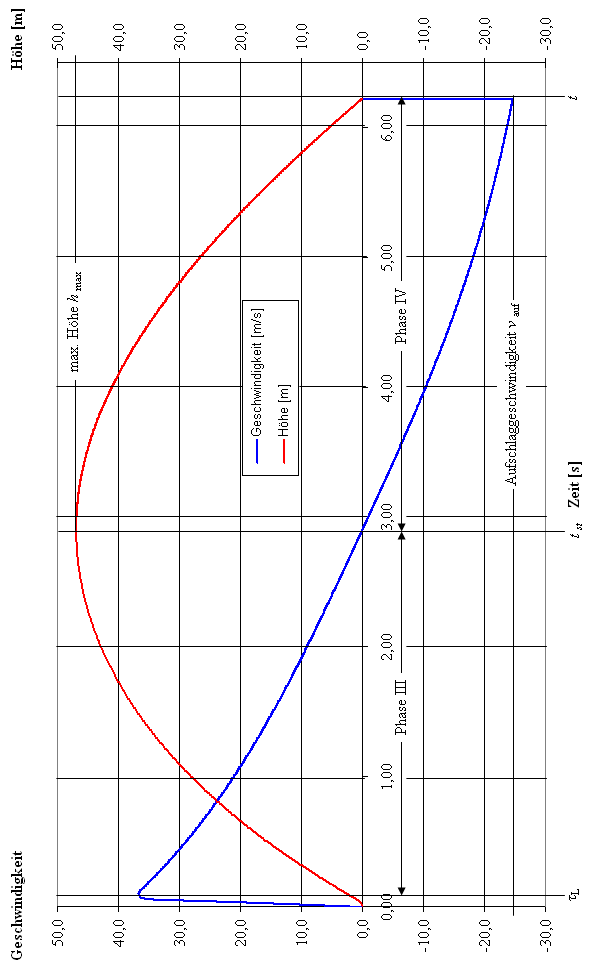 Geschwindigkeit
Höhe [m]
50,0
40,0
30,0
20,0
10,0
0,0
-10,0
-20,0
-30,0
50,0
40,0
30,0
20,0
10,0
0,0
-10,0
-20,0
-30,0
max. Höhe h max
Geschwindigkeit [m/s]
Höhe [m]
0,00
1,00
2,00
3,00
4,00
5,00
6,00
Phase III
Phase IV
Aufschlaggeschwindigkeit v auf
τL
t st
Zeit [s]
t